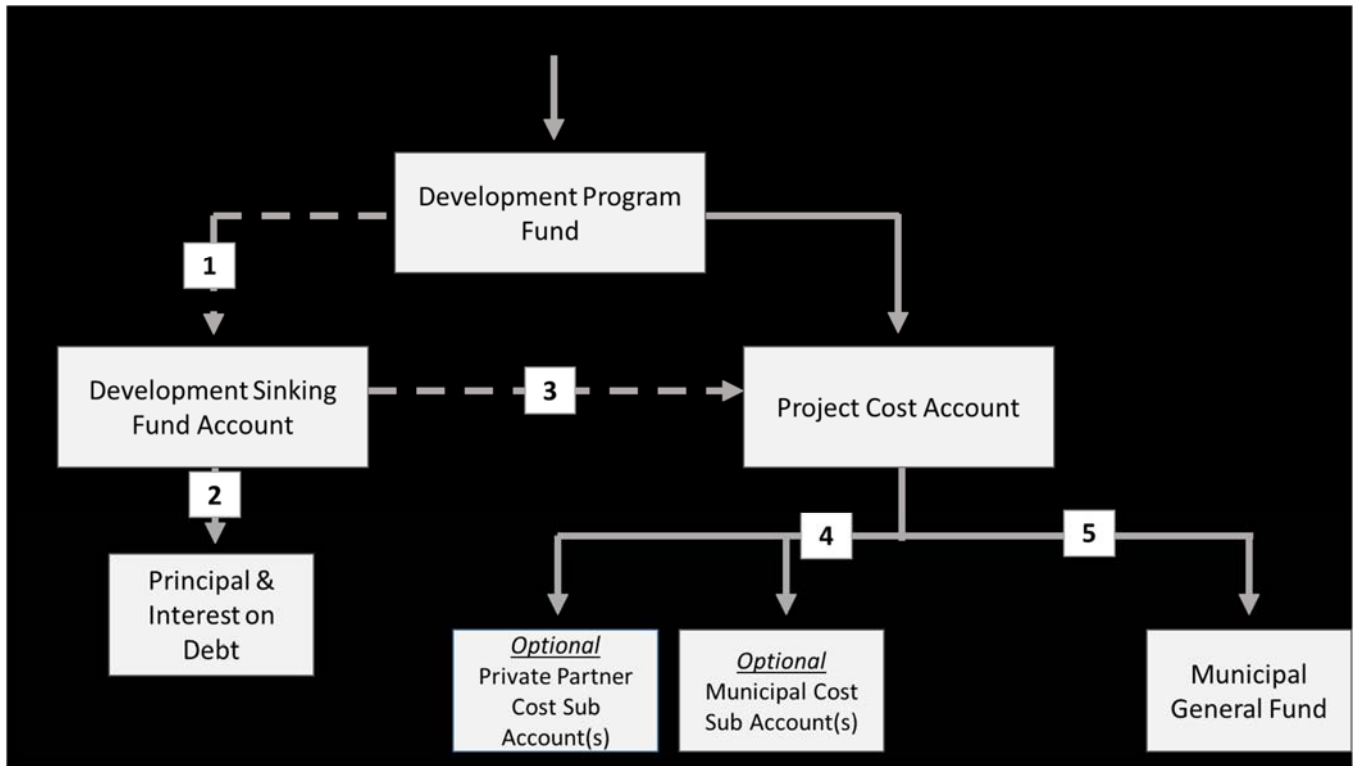 Development Program
Fund
1
Development Sinking
Fund Account
3
Project Cost Account
2
4
5
Principal &
Interest on
Debt
Optional
Private Partner
Cost Sub
Account(s)
Optional
Municipal Cost
Sub Account(s)
Municipal
General Fund